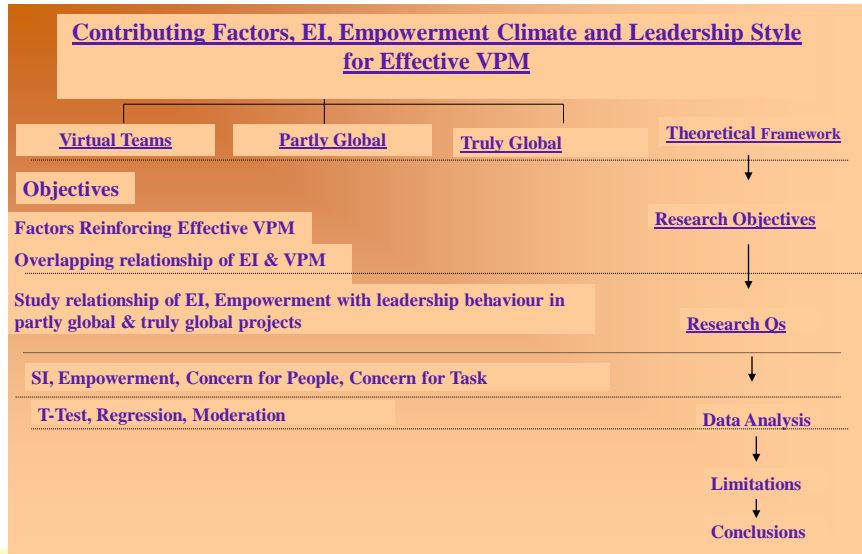 Contributing Factors, EI, Empowerment Climate and Leadership Style
for Effective VPM
Virtual Teams
Partly Global
Truly Global
Theoretical Framework
Objectives
Factors Reinforcing Effective VPM
Research Objectives
Overlapping relationship of EI & VPM
Study relationship of EI, Empowerment with leadership behaviour in
partly global & truly global projects
Research Qs
SI, Empowerment, Concern for People, Concern for Task
T-Test, Regression, Moderation
Data Analysis
Limitations
Conclusions